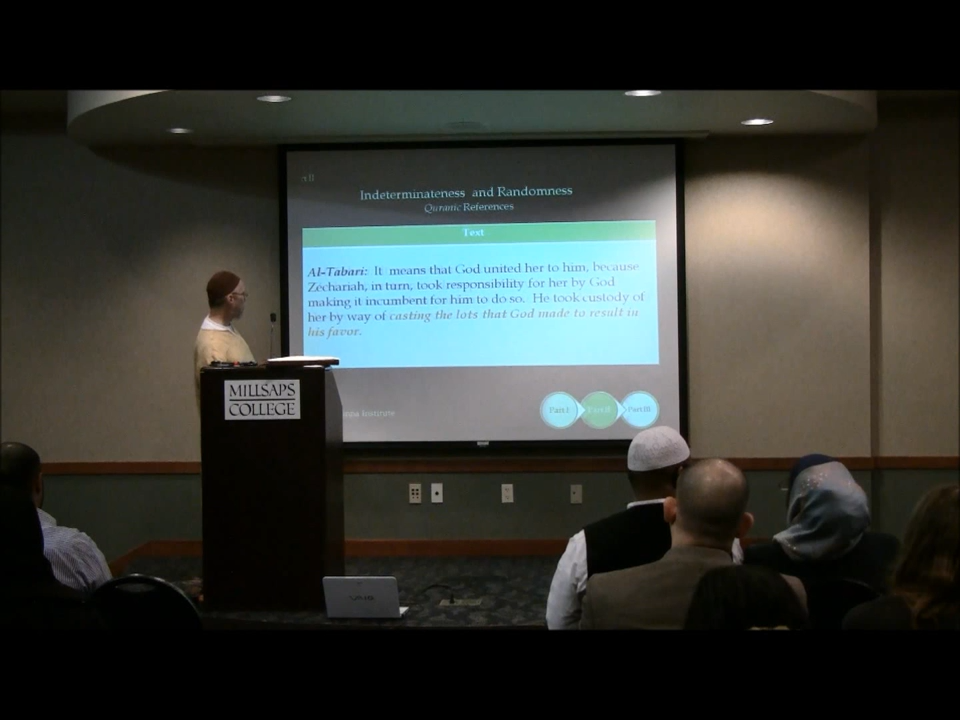 Indeterminateness and Randomness
Quranic References
Text
Al-Tabari: It means that God united her to him, because
Zechariah, in turn, took responsibility for her by God
making it incumbent for him to do so. He took custody of
her by way of casting the lots that God made to result in
his favor.
MILLSAPS
COLLEGE
Institute
Part I
Part II
Part III
VAIO